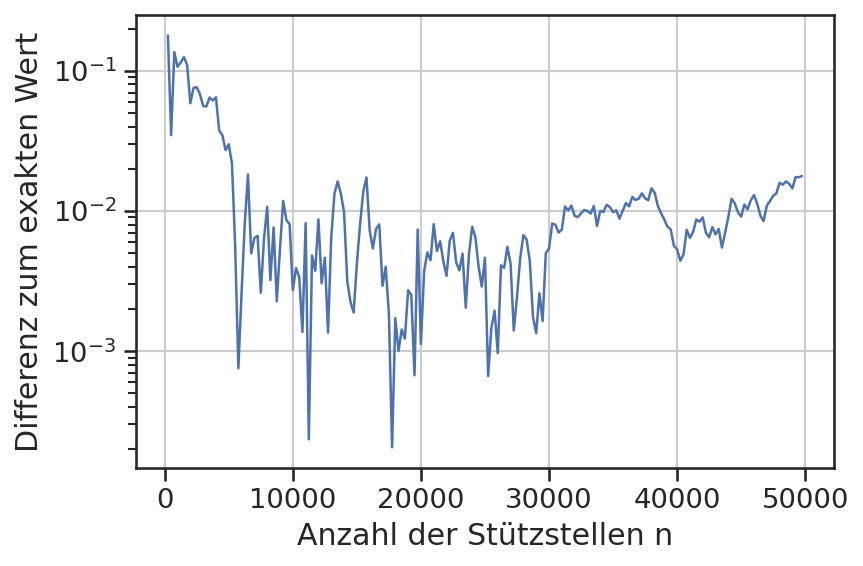 Differenz zum exakten Wert
10⁻¹
10⁻²
10⁻³
0 10000 20000 30000 40000 50000
Anzahl der Stützstellen n